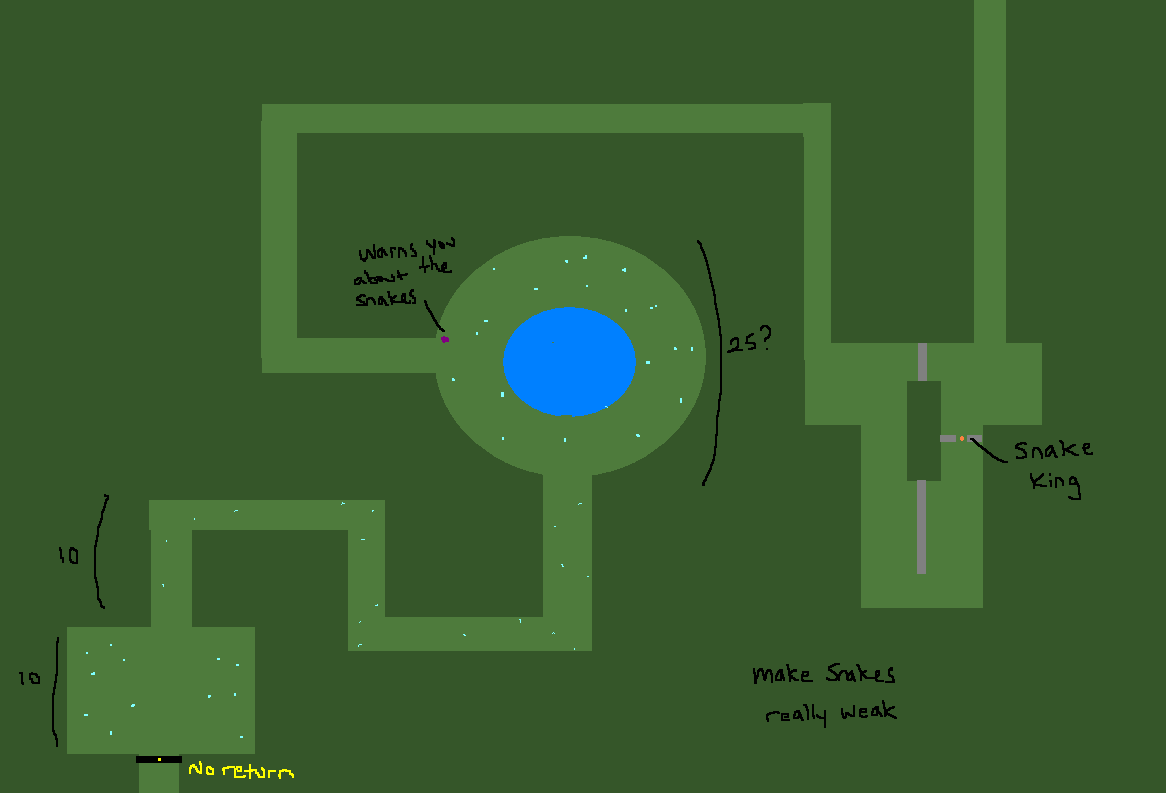 Warns you
about the
snakes
25?
Snake
King
10
10
make Snakes
really weak
No return